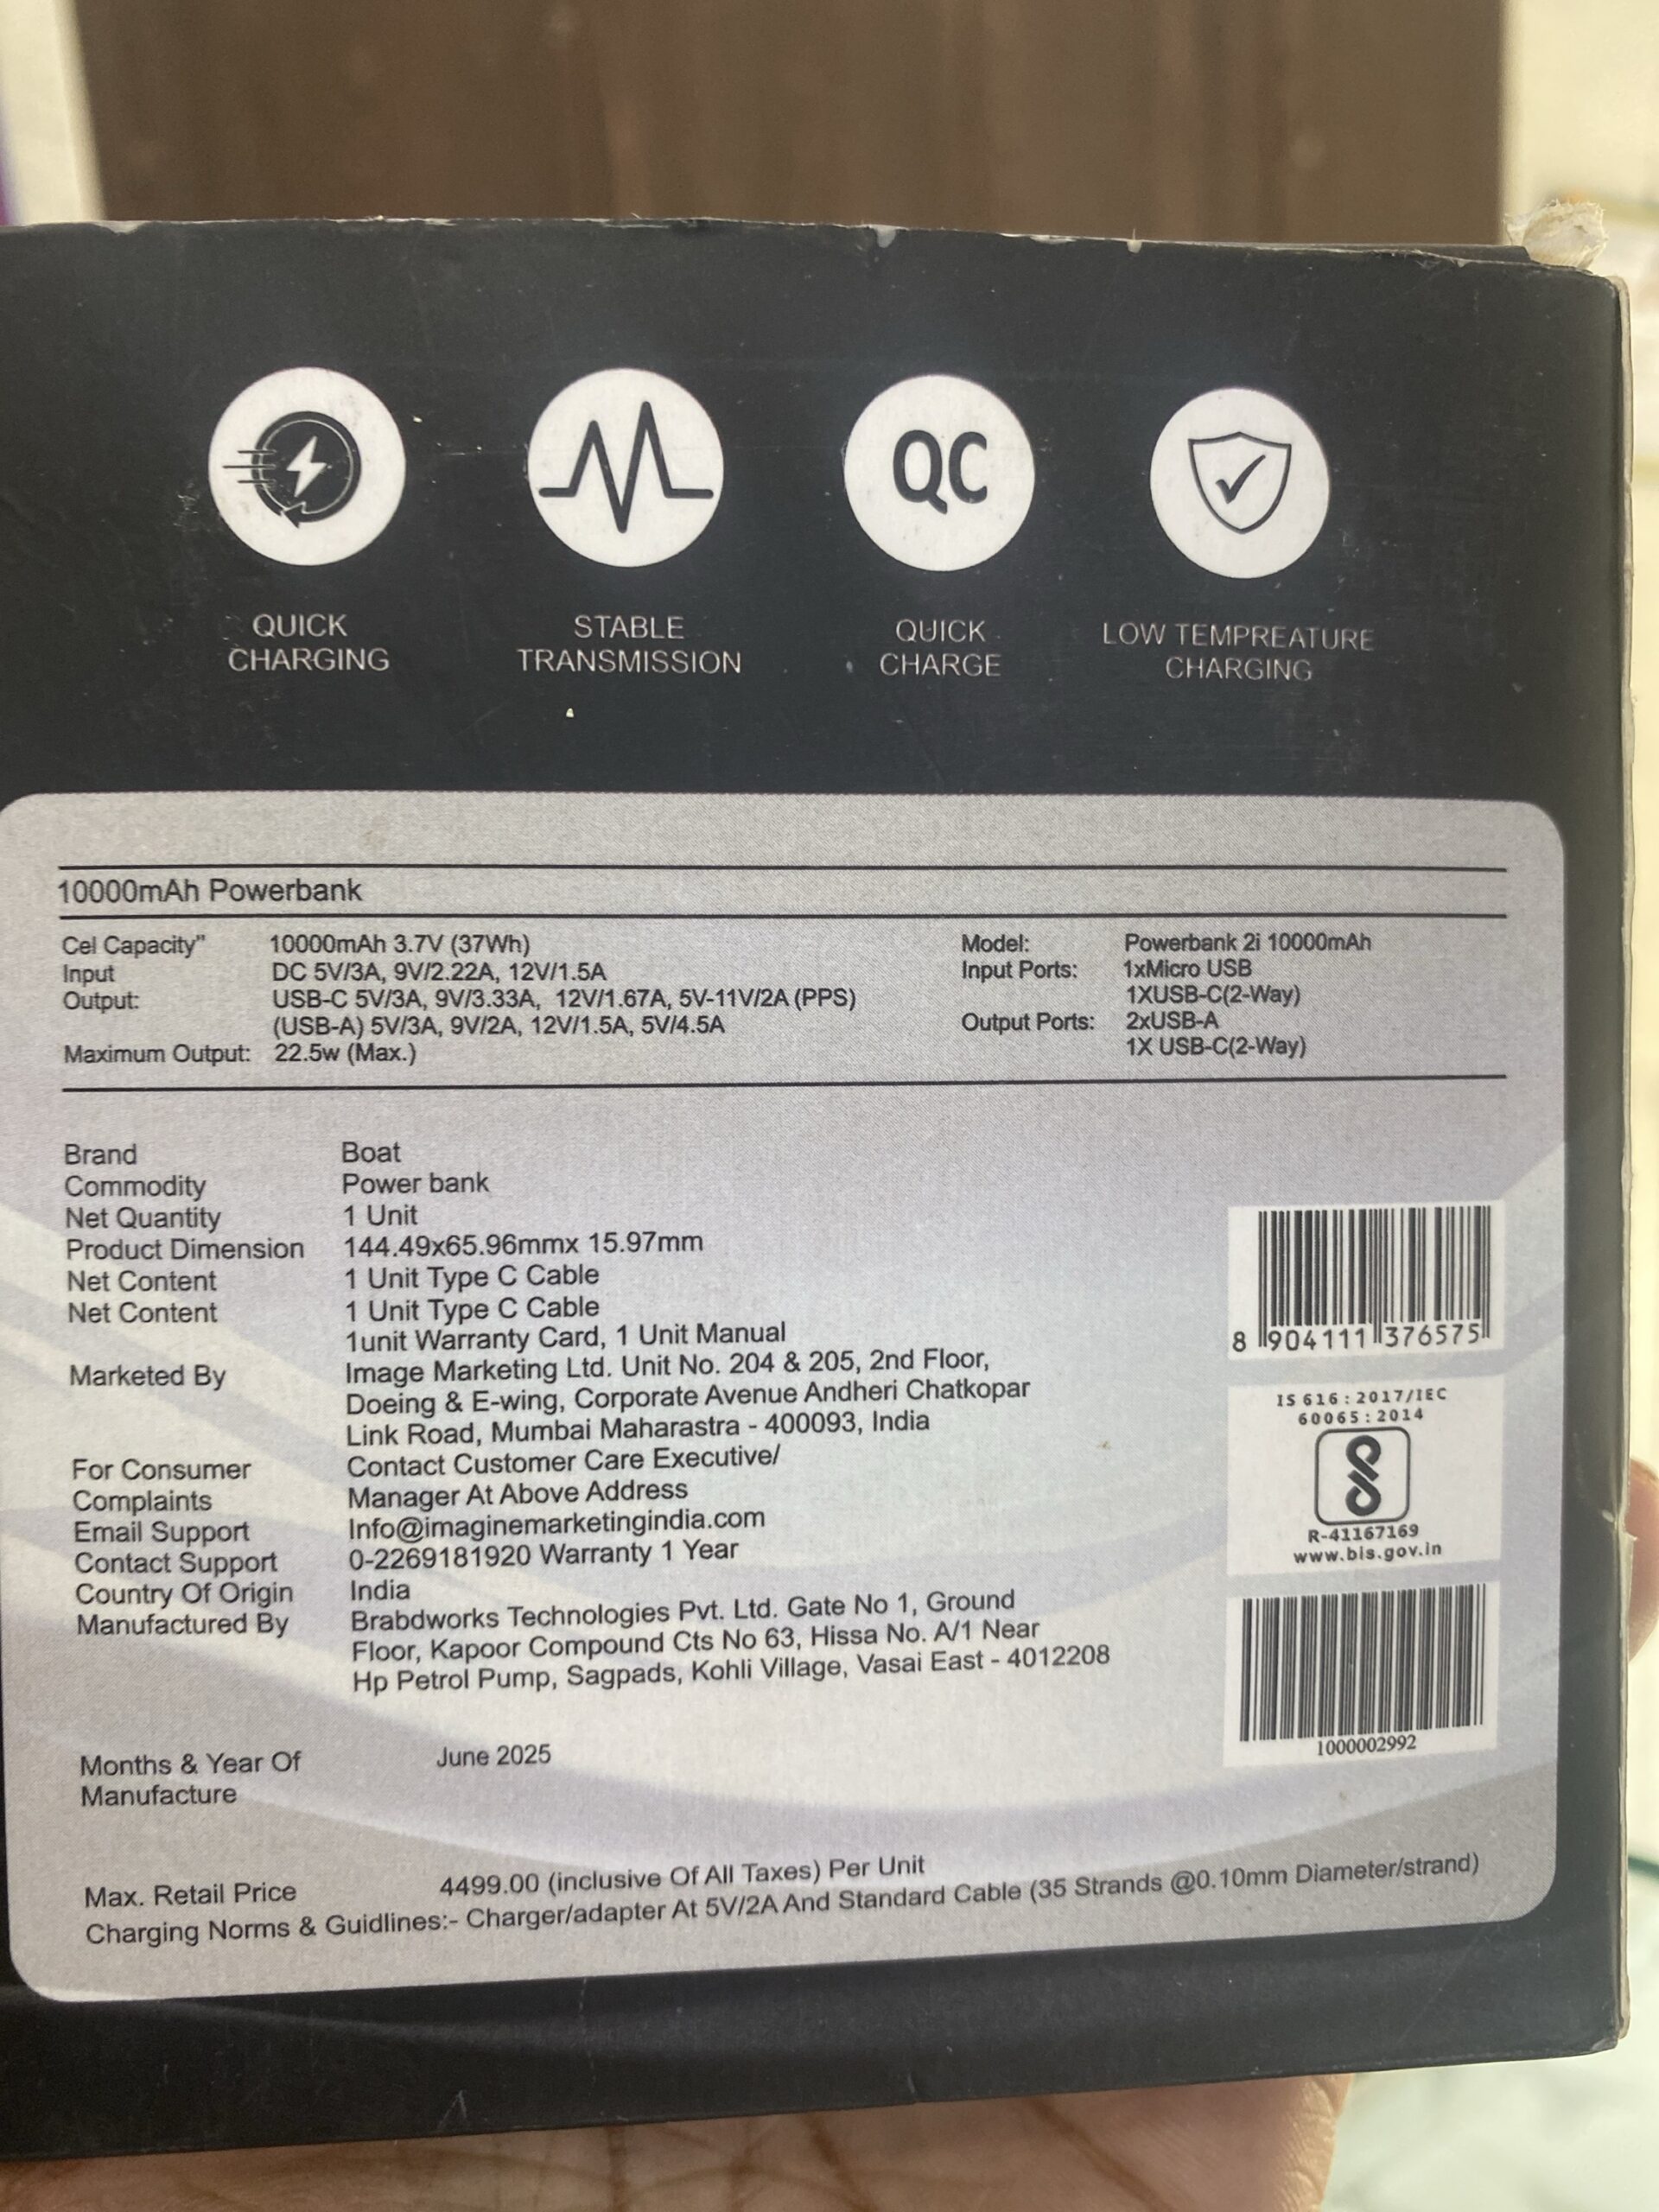 QC
QUICK
CHARGING
STABLE
TRANSMISSION
QUICK
CHARGE
LOW TEMPREATURE
CHARGING
10000mAh Powerbank
Cel Capacity" 10000mAh 3.7V (37Wh)
Input DC 5V/3A, 9V/2.22A, 12V/1.5A
Output: USB-C 5V/3A, 9V/3.33A, 12V/1.67A, 5V-11V/2A (PPS)
(USB-A) 5V/3A, 9V/2A, 12V/1.5A, 5V/4.5A
Maximum Output: 22.5w (Max.)
Model: Powerbank 2i 10000mAh
Input Ports: 1xMicro USB
1XUSB-C(2-Way)
Output Ports: 2xUSB-A
1X USB-C(2-Way)
Brand Boat
Commodity Power bank
Net Quantity 1 Unit
Product Dimension 144.49x65.96mmx 15.97mm
Net Content 1 Unit Type C Cable
Net Content 1 Unit Type C Cable
1unit Warranty Card, 1 Unit Manual
Marketed By Image Marketing Ltd. Unit No. 204 & 205, 2nd Floor,
Doeing & E-wing, Corporate Avenue Andheri Chatkopar
Link Road, Mumbai Maharastra - 400093, India
For Consumer Contact Customer Care Executive/
Complaints Manager At Above Address
Email Support Info@imaginemarketingindia.com
Contact Support 0-2269181920 Warranty 1 Year
Country Of Origin India
Manufactured By Brabdworks Technologies Pvt. Ltd. Gate No 1, Ground
Floor, Kapoor Compound Cts No 63, Hissa No. A/1 Near
Hp Petrol Pump, Sagpads, Kohli Village, Vasai East - 4012208
Months & Year Of June 2025
Manufacture
Max. Retail Price 4499.00 (inclusive Of All Taxes) Per Unit
Charging Norms & Guidlines:- Charger/adapter At 5V/2A And Standard Cable (35 Strands @0.10mm Diameter/strand)
8 904111 376575
IS 616 : 2017/IEC
60065 : 2014
R-41167169
www.bis.gov.in
1000002992